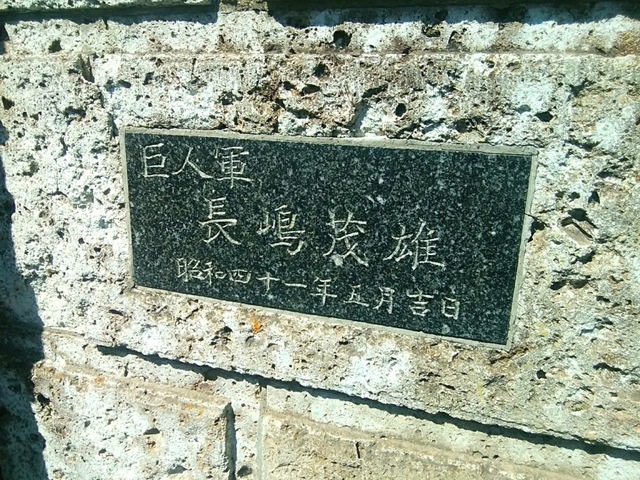 巨人軍
長嶋茂雄
昭和四十一年五月吉日